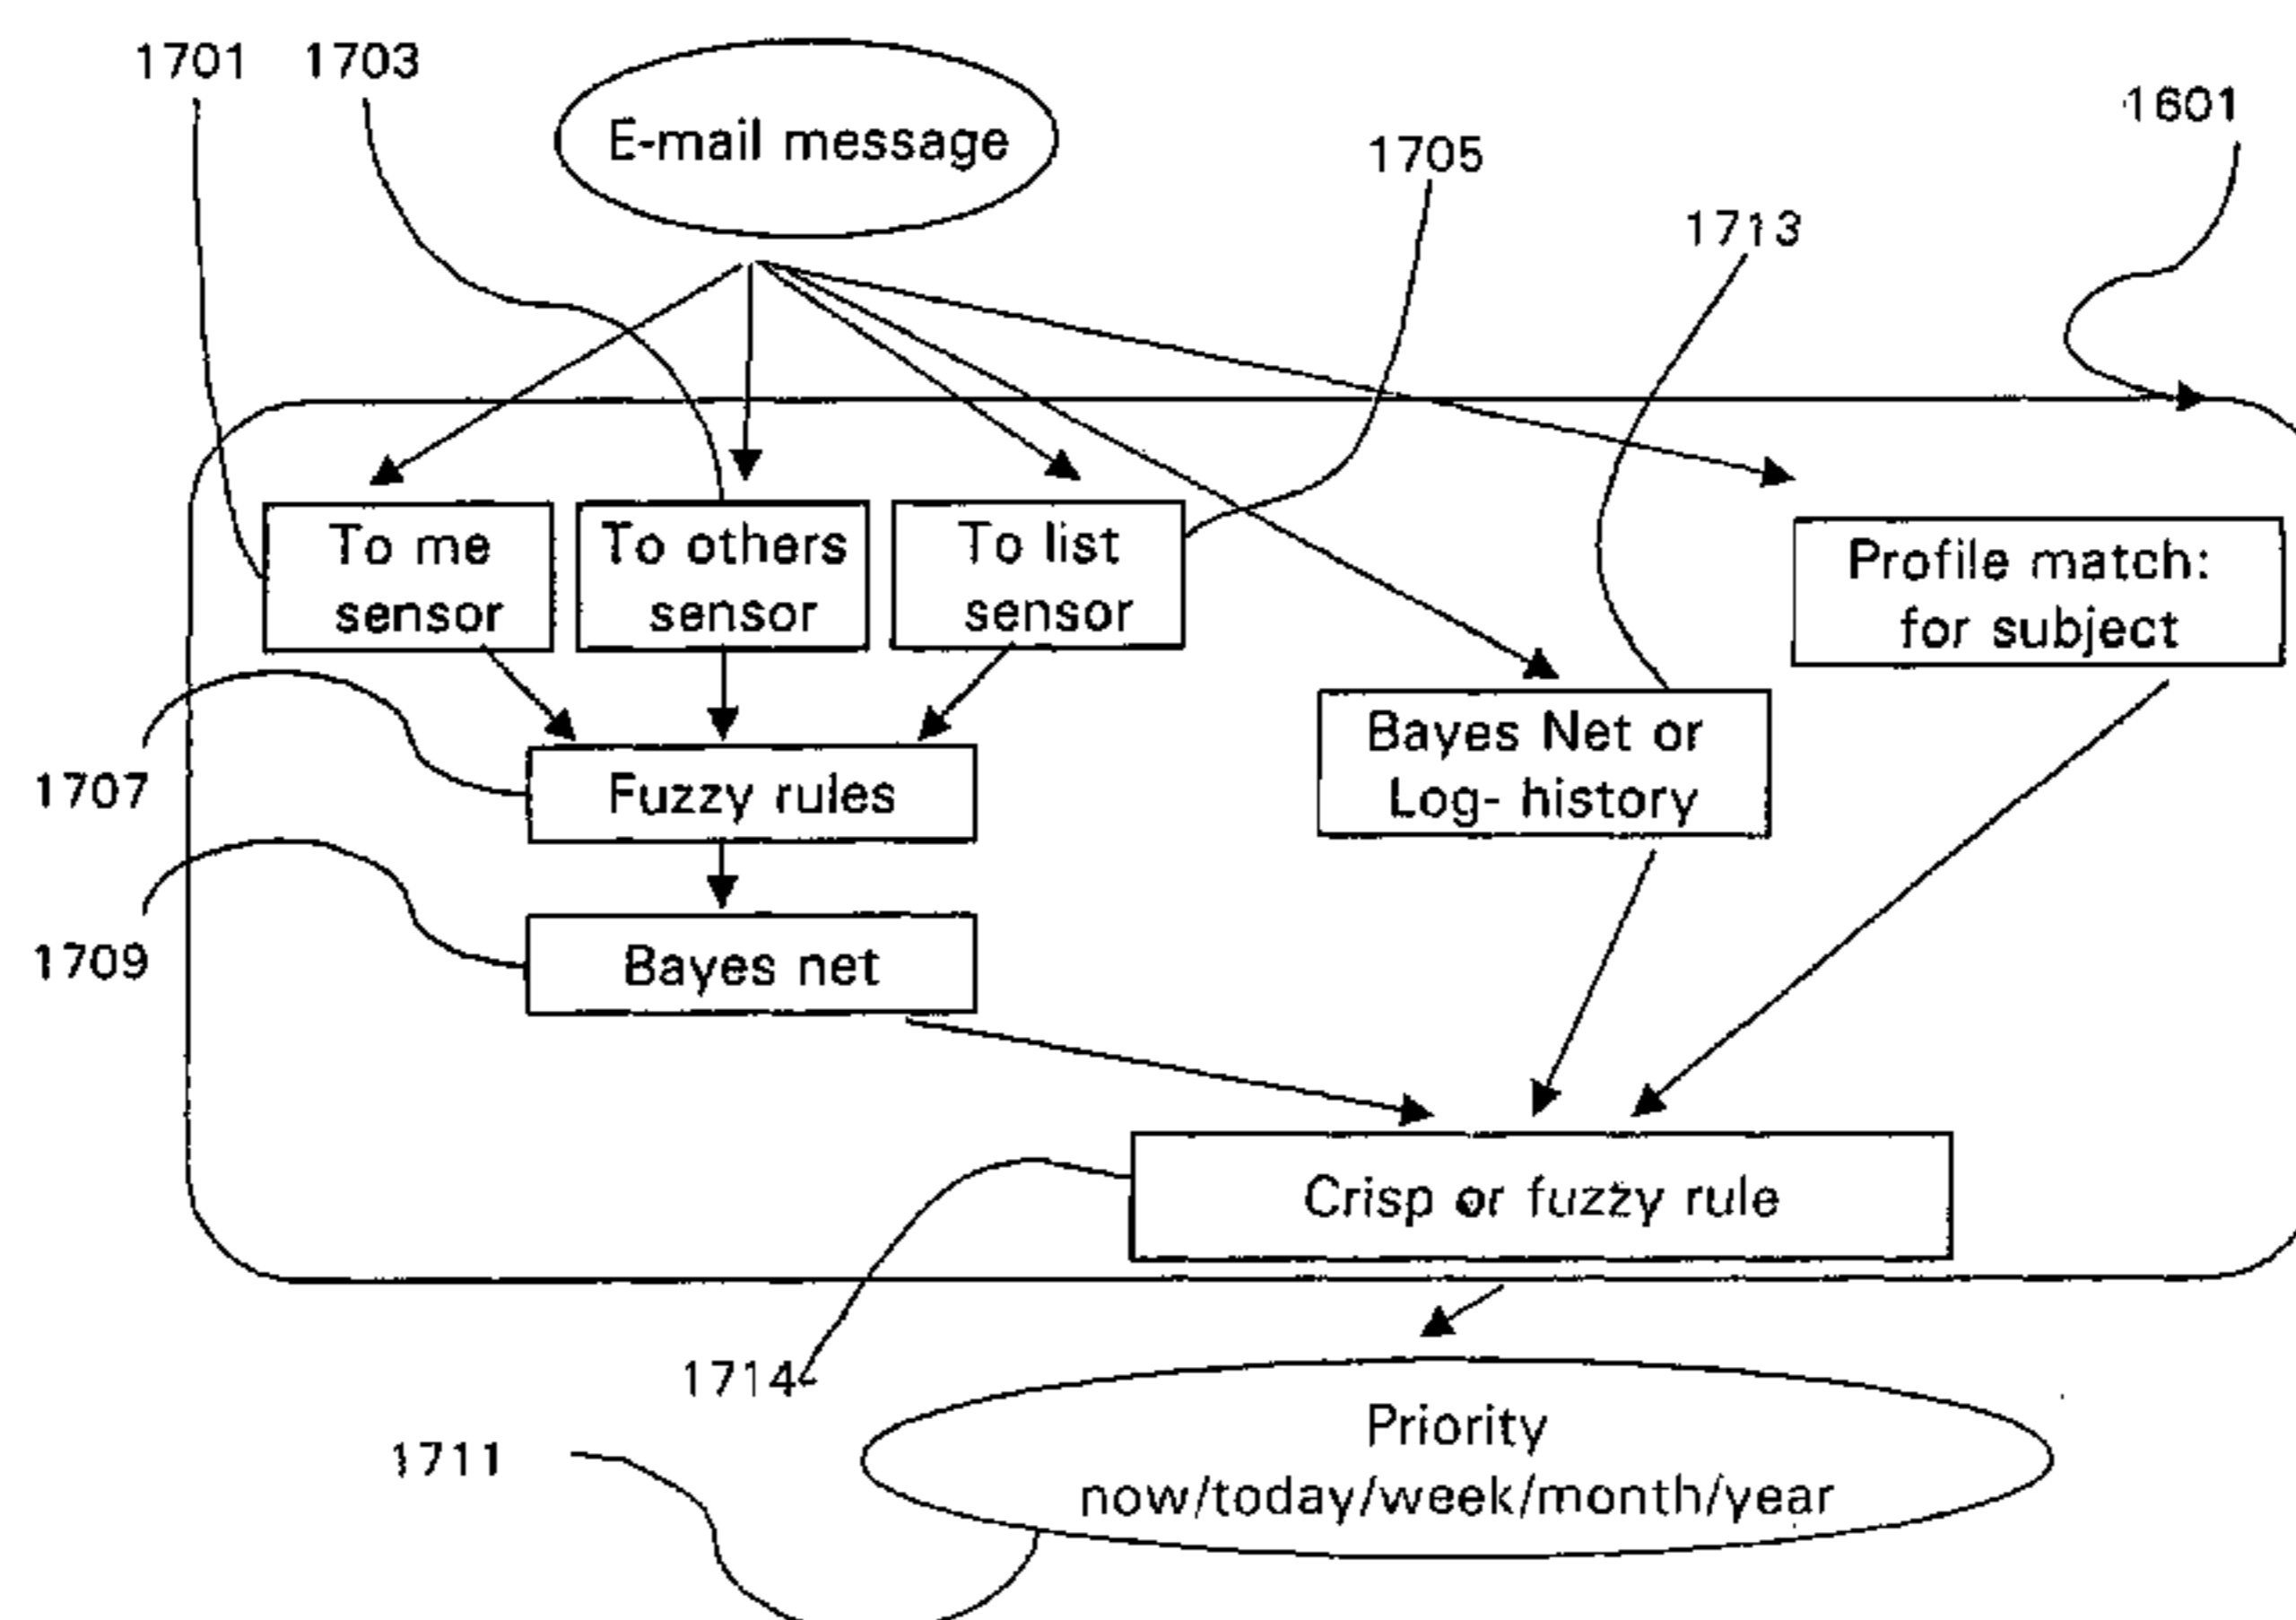 1701
1703
E-mail message
1705
1601
1713
To me
sensor
To others
sensor
To list
sensor
Profile match:
for subject
Bayes Net or
Log- history
1707
Fuzzy rules
1709
Bayes net
Crisp or fuzzy rule
1714
1711
Priority
now/today/week/month/year